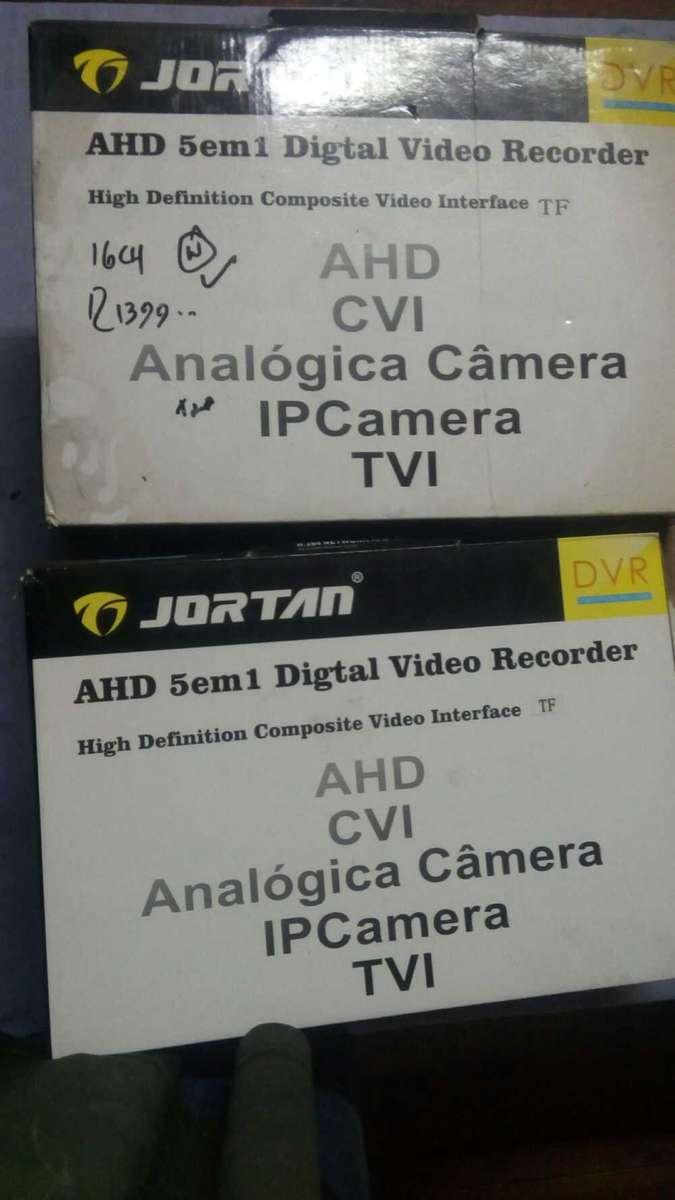 JORTAN DVR
AHD 5em1 Digtal Video Recorder
High Definition Composite Video Interface TF
16CH N
R1399..
AHD
CVI
Analógica Câmera
IPCamera
TVI
JORTAN® DVR
AHD 5em1 Digtal Video Recorder
High Definition Composite Video Interface TF
AHD
CVI
Analógica Câmera
IPCamera
TVI